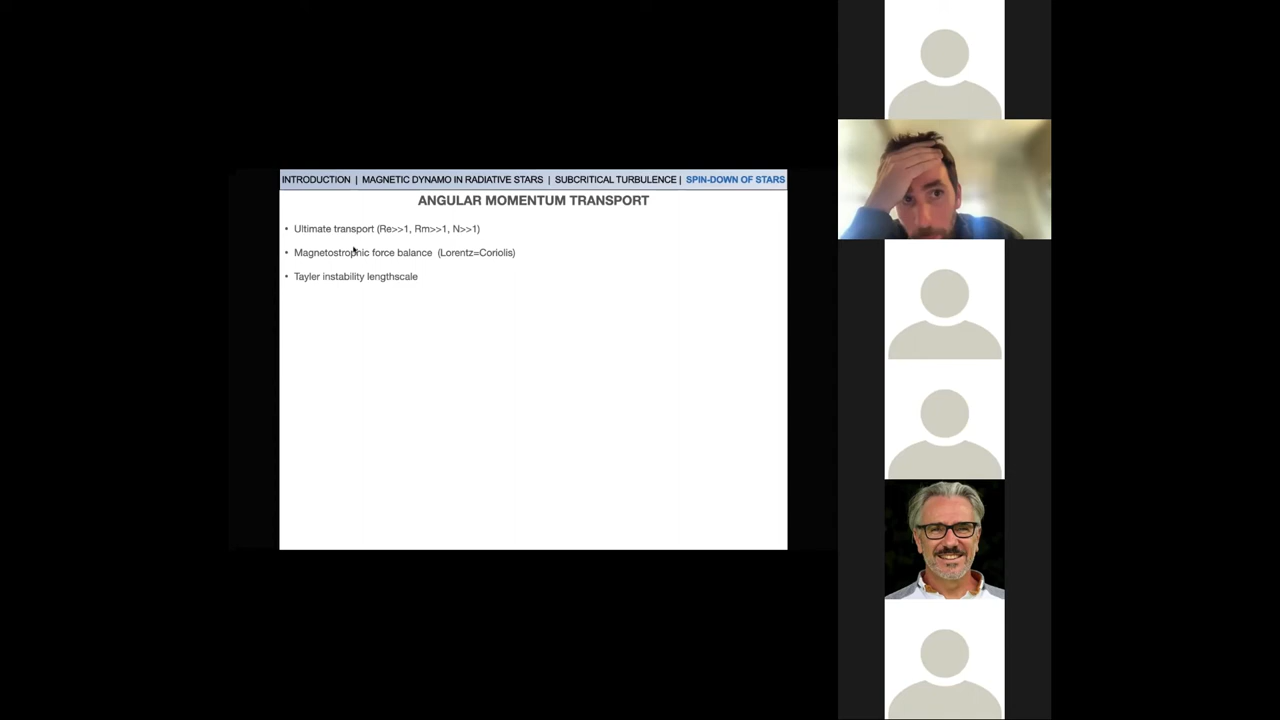 INTRODUCTION | MAGNETIC DYNAMO IN RADIATIVE STARS | SUBCRITICAL TURBULENCE | SPIN-DOWN OF STARS
ANGULAR MOMENTUM TRANSPORT
• Ultimate transport (Re>>1, Rm>>1, N>>1)
• Magnetostrophic force balance (Lorentz=Coriolis)
• Tayler instability lengthscale